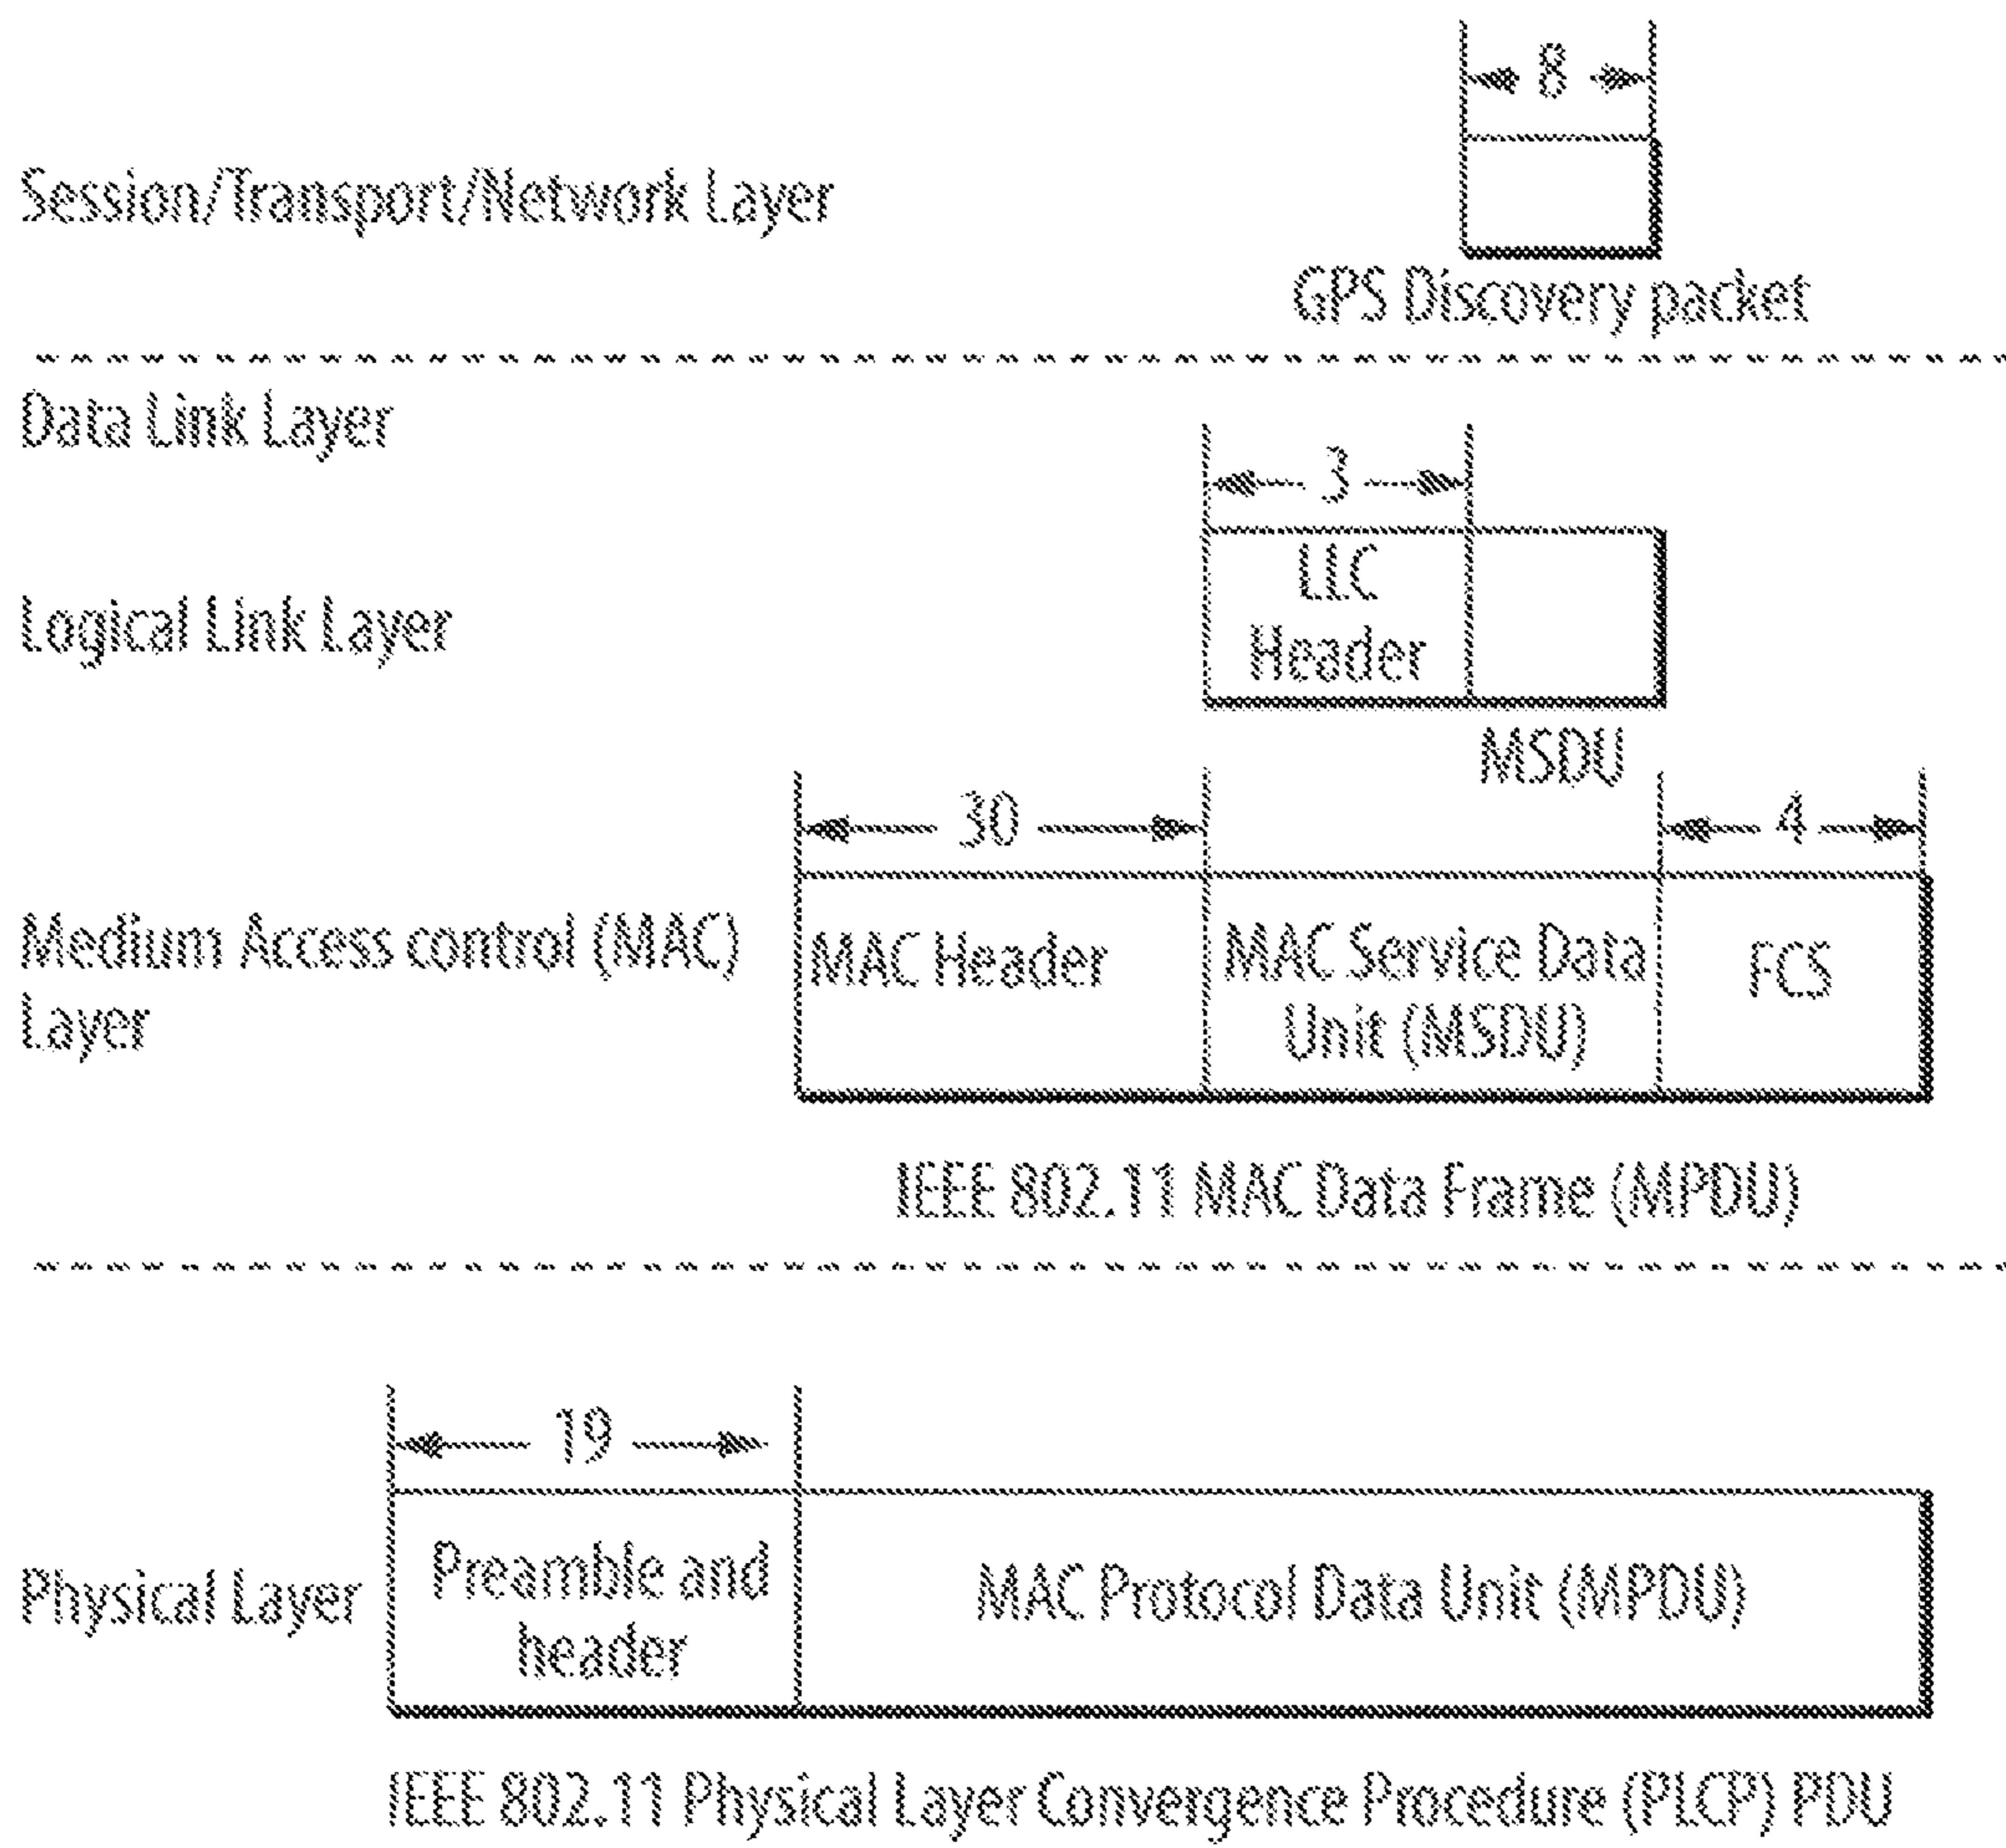 8
Session/Transport/Network Layer
GPS Discovery packet
Data Link Layer
3
LLC
Header
Logical Link Layer
MSDU
30
4
Medium Access control (MAC)
Layer
MAC Header
MAC Service Data
Unit (MSDU)
FCS
IEEE 802.11 MAC Data Frame (MPDU)
19
Physical Layer
Preamble and
header
MAC Protocol Data Unit (MPDU)
IEEE 802.11 Physical Layer Convergence Procedure (PLCP) PDU